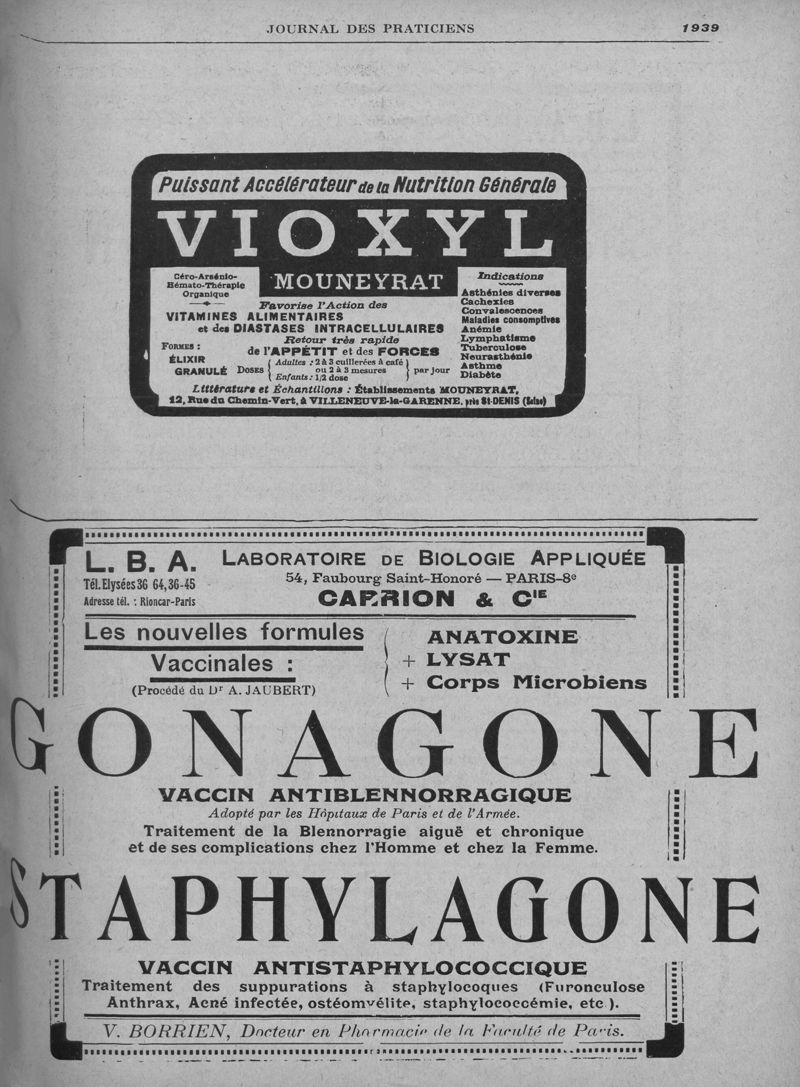 JOURNAL DES PRATICIENS 1939
Puissant Accélérateur de la Nutrition Générale
VIOXYL
MOUNEYRAT
Céro-Arsénio-
Hémato-Thérapie
Organique
Favorise l'Action des
VITAMINES ALIMENTAIRES
et des DIASTASES INTRACELLULAIRES
Retour très rapide
de l'APPÉTIT et des FORCES
FORMES :
ÉLIXIR
GRANULÉ
DOSES
Adultes : 2 à 3 cuillerées à café
ou 2 à 3 mesures
Enfants : 1/2 dose
par jour
Indications
Asthénies diverses
Cachexies
Convalescences
Maladies consomptives
Anémie
Lymphatisme
Tuberculose
Neurasthénie
Asthme
Diabète
Littérature et Échantillons : Établissements MOUNEYRAT,
12, Rue du Chemin-Vert, à VILLENEUVE-la-GARENNE, près St-DENIS (Seine)
L. B. A.
Tél. Elysées 36 64, 36-45
Adresse tél. : Rioncar-Paris
LABORATOIRE DE BIOLOGIE APPLIQUÉE
54, Faubourg Saint-Honoré — PARIS-8e
CARRION & CIE
Les nouvelles formules
Vaccinales :
(Procédé du Dr A. JAUBERT)
ANATOXINE
+ LYSAT
+ Corps Microbiens
GONAGONE
VACCIN ANTIBLENNORRAGIQUE
Adopté par les Hôpitaux de Paris et de l'Armée.
Traitement de la Blennorragie aiguë et chronique
et de ses complications chez l'Homme et chez la Femme.
STAPHYLAGONE
VACCIN ANTISTAPHYLOCOCCIQUE
Traitement des suppurations à staphylocoques (Furonculose
Anthrax, Acné infectée, ostéomyélite, staphylococcémie, etc ).
V. BORRIEN, Docteur en Pharmacie de la Faculté de Paris.